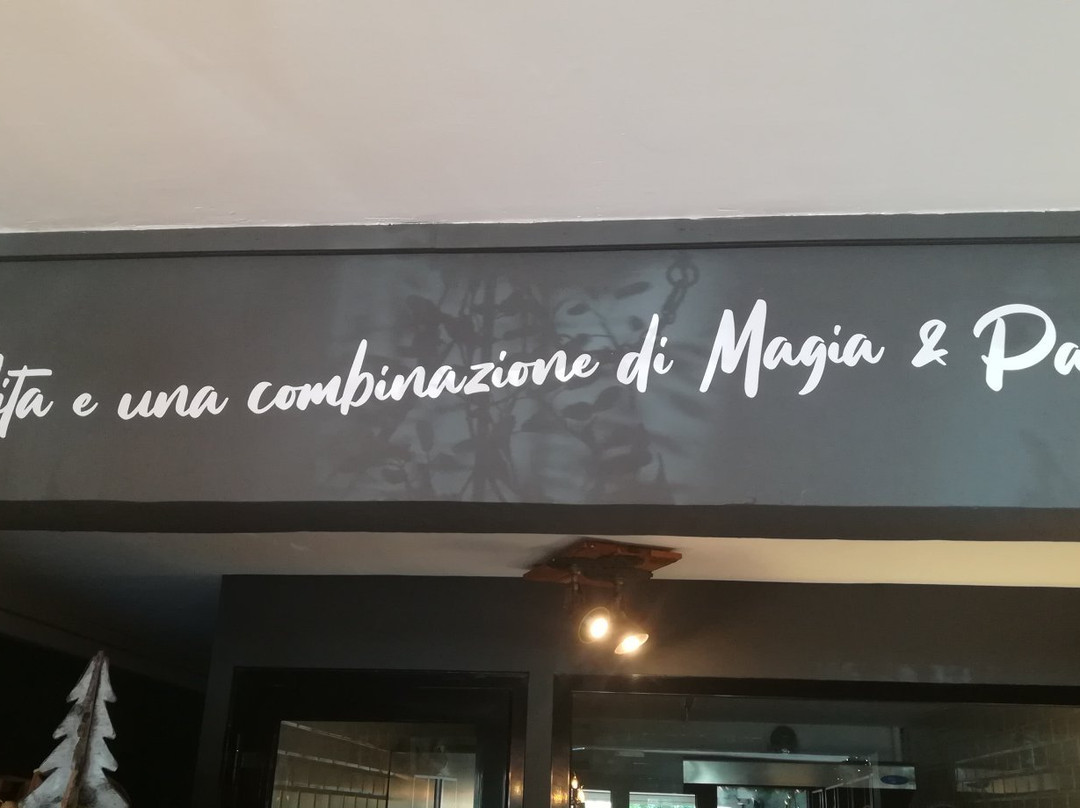 e una combinazione di Magia &